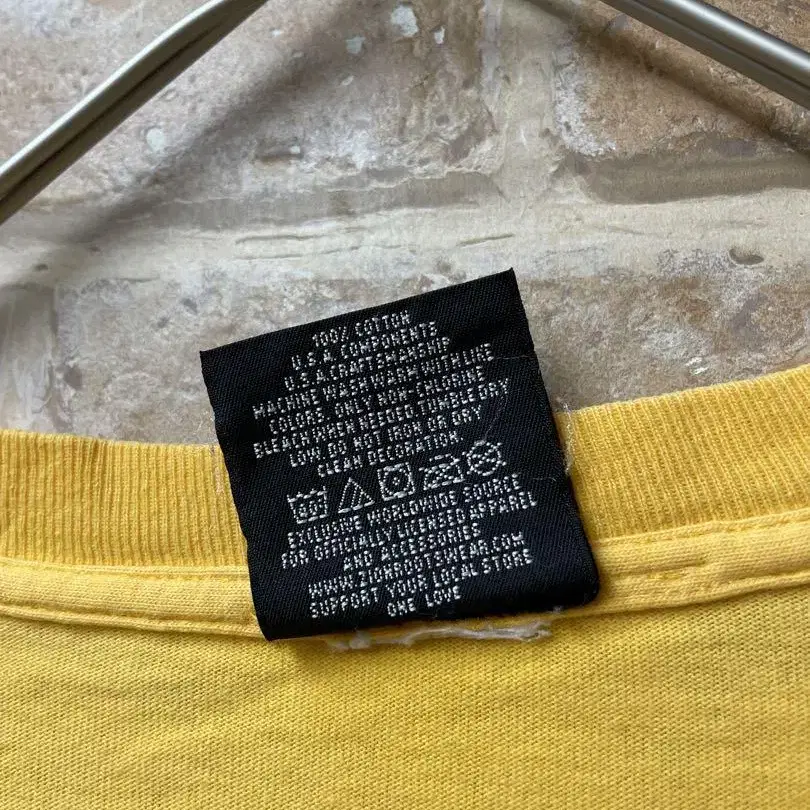 100% COTTON
U.S.A. COMPONENTS
U.S.A CRAFTSMANSHIP
MACHINE WASH WASH WITH LIKE
COLORS. ONLY NON-CHLORINE
BLEACH WHEN NEEDED TUMBLE DRY
LOW. DO NOT IRON OR DRY
CLEAN DECORATION.
EXCLUSIVE WORLDWIDE SOURCE
FOR OFFICIALLY LICENSED APPAREL
AND ACCESSORIES
WWW.ZIONROOTSWEAR.COM
SUPPORT YOUR LOCAL STORE
ONE LOVE